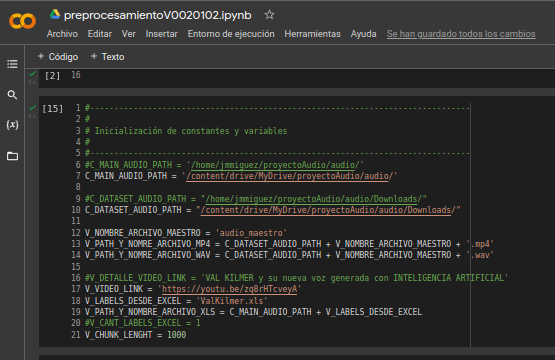 preprocesamientoV0020102.ipynb
Archivo Editar Ver Insertar Entorno de ejecución Herramientas Ayuda Se han guardado todos los cambios
+ Código + Texto
[2] 16
[15] 1 #------------------------------------------------------------------------------
2 #
3 # Inicialización de constantes y variables
4 #
5 #------------------------------------------------------------------------------
6 #C_MAIN_AUDIO_PATH = '/home/jmmiguez/proyectoAudio/audio/'
7 C_MAIN_AUDIO_PATH = '/content/drive/MyDrive/proyectoAudio/audio/'
8
9 #C_DATASET_AUDIO_PATH = "/home/jmmiguez/proyectoAudio/audio/Downloads/"
10 C_DATASET_AUDIO_PATH = "/content/drive/MyDrive/proyectoAudio/audio/Downloads/"
11
12 V_NOMBRE_ARCHIVO_MAESTRO = 'audio_maestro'
13 V_PATH_Y_NOMRE_ARCHIVO_MP4 = C_DATASET_AUDIO_PATH + V_NOMBRE_ARCHIVO_MAESTRO + '.mp4'
14 V_PATH_Y_NOMRE_ARCHIVO_WAV = C_DATASET_AUDIO_PATH + V_NOMBRE_ARCHIVO_MAESTRO + '.wav'
15
16 #V_DETALLE_VIDEO_LINK = 'VAL KILMER y su nueva voz generada con INTELIGENCIA ARTIFICIAL'
17 V_VIDEO_LINK = 'https://youtu.be/zq8rHTcveyA'
18 V_LABELS_DESDE_EXCEL = 'ValKilmer.xls'
19 V_PATH_Y_NOMBRE_ARCHIVO_XLS = C_MAIN_AUDIO_PATH + V_LABELS_DESDE_EXCEL
20 #V_CANT_LABELS_EXCEL = 1
21 V_CHUNK_LENGHT = 1000